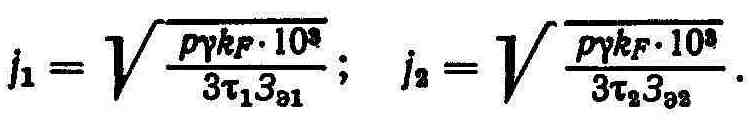 j₁ = √(pγk_F · 10³ / 3τ₁З_э1); j₂ = √(pγk_F · 10³ / 3τ₂З_э2).